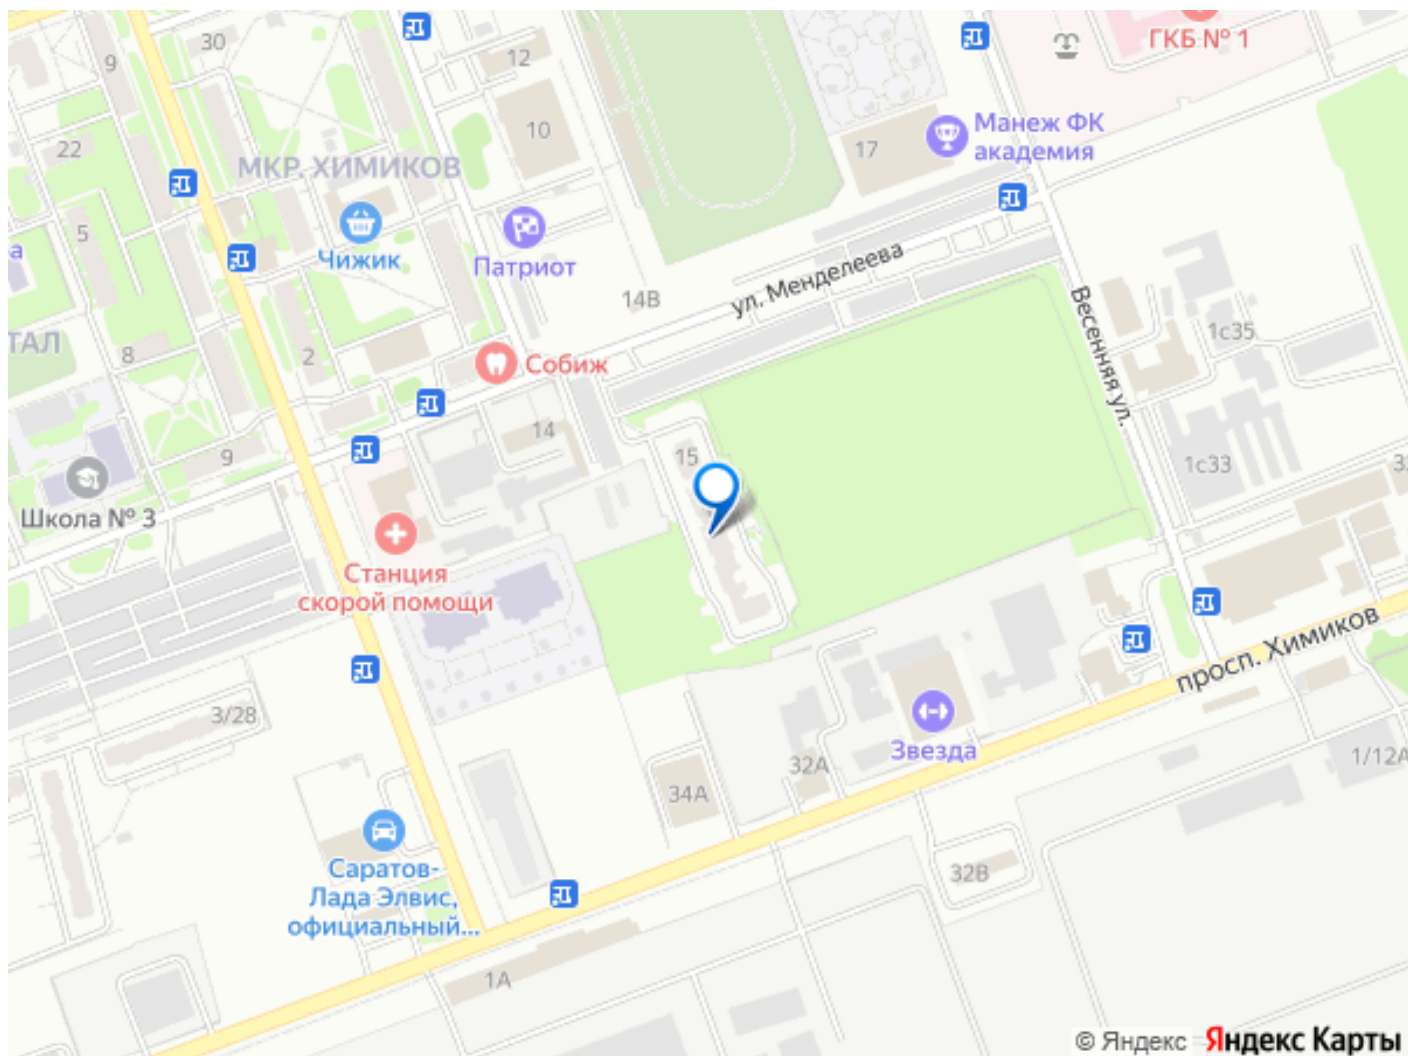 30
12
ГКБ № 1
9
10
Манеж ФК
академия
17
22
МКР. ХИМИКОВ
5
а
Чижик
Патриот
ул. Менделеева
14В
Весенняя ул.
1с35
ТАЛ
8
2
Собиж
14
9
15
1с33
Школа № 3
Станция
скорой помощи
просп. Химиков
3/28
Звезда
32А
1/12А
34А
Саратов-
Лада Элвис,
официальный...
32В
1А
© Яндекс Яндекс Карты